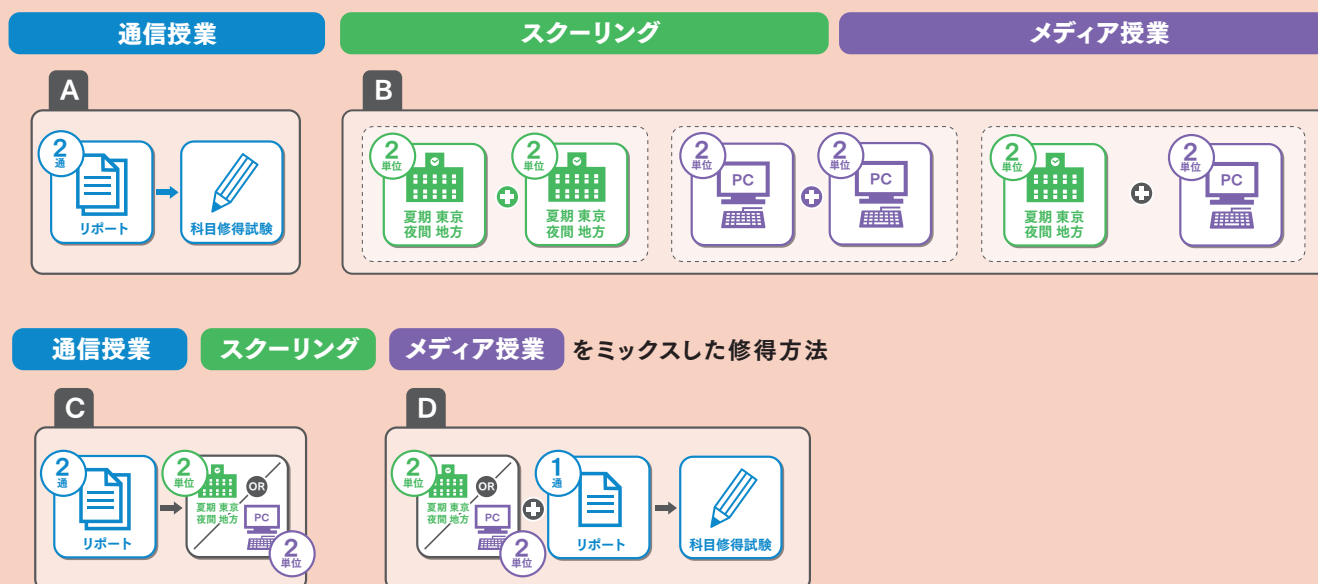 通信授業
スクーリング
メディア授業
A
2
通
リポート
科目修得試験
B
2
単位
夏期 東京
夜間 地方
2
単位
夏期 東京
夜間 地方
2
単位
PC
2
単位
PC
2
単位
夏期 東京
夜間 地方
2
単位
PC
通信授業 スクーリング メディア授業 をミックスした修得方法
C
2
通
リポート
2
単位
夏期 東京
夜間 地方
OR
PC
2
単位
D
2
単位
夏期 東京
夜間 地方
OR
PC
2
単位
1
通
リポート
科目修得試験